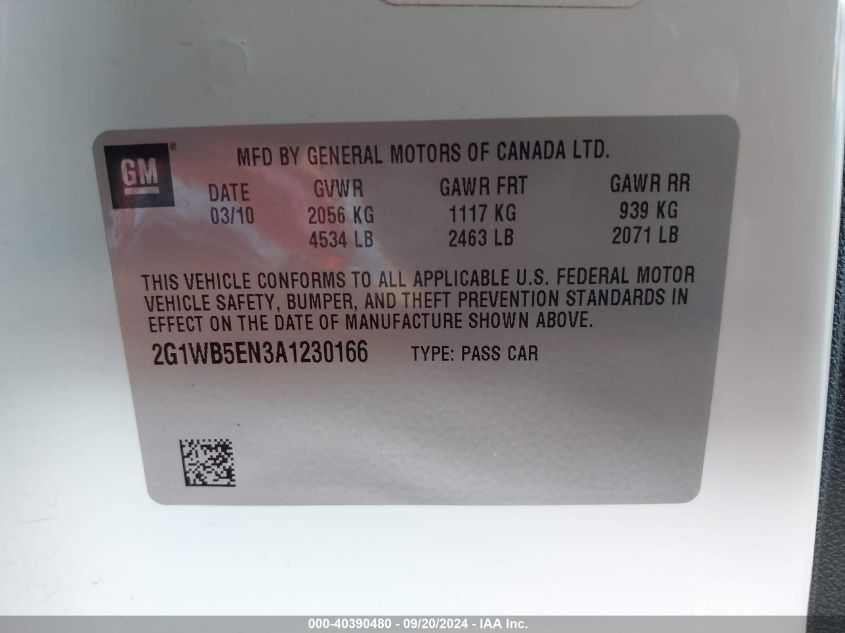 GM ®
MFD BY GENERAL MOTORS OF CANADA LTD.
DATE GVWR GAWR FRT GAWR RR
03/10 2056 KG 1117 KG 939 KG
4534 LB 2463 LB 2071 LB
THIS VEHICLE CONFORMS TO ALL APPLICABLE U.S. FEDERAL MOTOR
VEHICLE SAFETY, BUMPER, AND THEFT PREVENTION STANDARDS IN
EFFECT ON THE DATE OF MANUFACTURE SHOWN ABOVE.
2G1WB5EN3A1230166 TYPE: PASS CAR
000-40390480 - 09/20/2024 - IAA Inc.